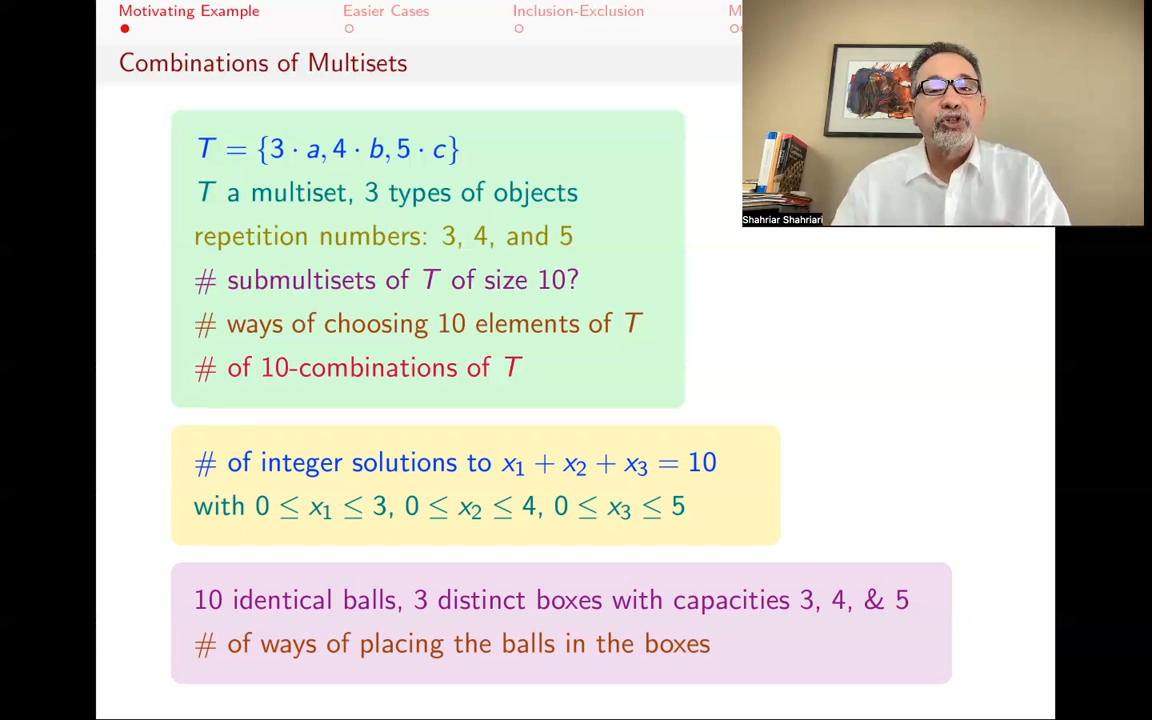 Motivating Example Easier Cases Inclusion-Exclusion
Combinations of Multisets
T = {3 · a, 4 · b, 5 · c}
T a multiset, 3 types of objects
repetition numbers: 3, 4, and 5
# submultisets of T of size 10?
# ways of choosing 10 elements of T
# of 10-combinations of T
Shahriar Shahriari
# of integer solutions to x₁ + x₂ + x₃ = 10
with 0 ≤ x₁ ≤ 3, 0 ≤ x₂ ≤ 4, 0 ≤ x₃ ≤ 5
10 identical balls, 3 distinct boxes with capacities 3, 4, & 5
# of ways of placing the balls in the boxes